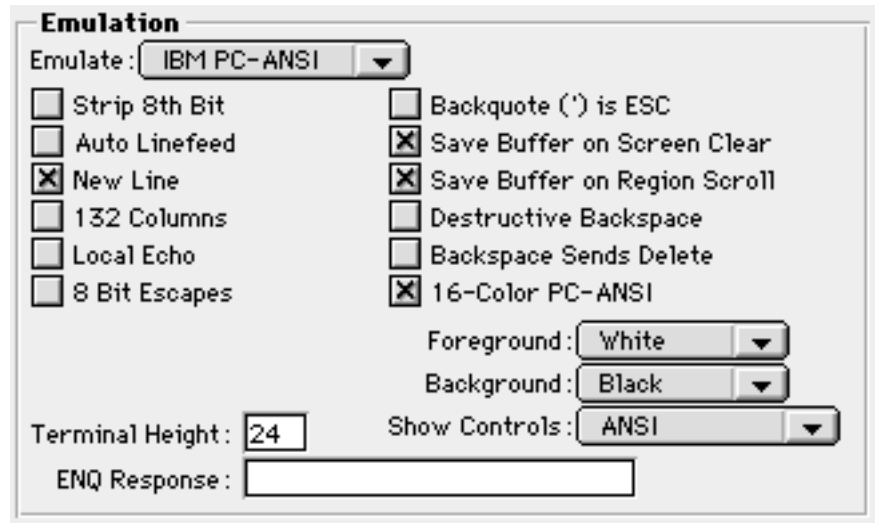 Emulation
Emulate: IBM PC-ANSI
Strip 8th Bit
Backquote (`) is ESC
Auto Linefeed
Save Buffer on Screen Clear
New Line
Save Buffer on Region Scroll
132 Columns
Destructive Backspace
Local Echo
Backspace Sends Delete
8 Bit Escapes
16-Color PC-ANSI
Foreground: White
Background: Black
Terminal Height: 24
Show Controls: ANSI
ENQ Response: